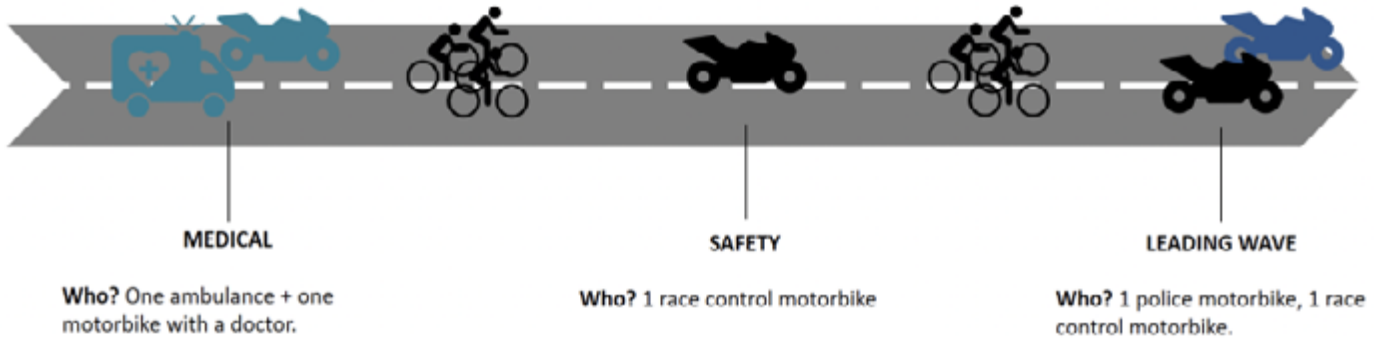 MEDICAL
Who? One ambulance + one
motorbike with a doctor.
SAFETY
Who? 1 race control motorbike
LEADING WAVE
Who? 1 police motorbike, 1 race
control motorbike.